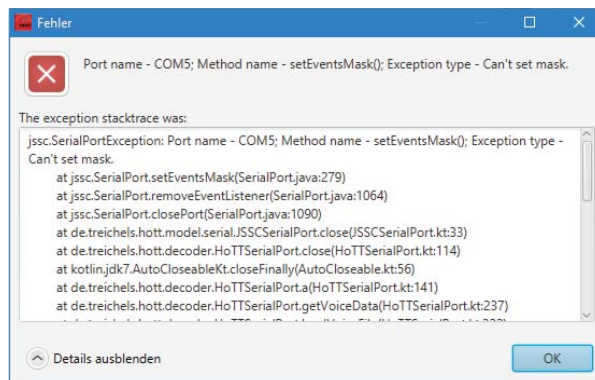 Fehler
Port name - COM5; Method name - setEventsMask(); Exception type - Can't set mask.
The exception stacktrace was:
jssc.SerialPortException: Port name - COM5; Method name - setEventsMask(); Exception type -
Can't set mask.
at jssc.SerialPort.setEventsMask(SerialPort.java:279)
at jssc.SerialPort.removeEventListener(SerialPort.java:1064)
at jssc.SerialPort.closePort(SerialPort.java:1090)
at de.treichels.hott.model.serial.JSSCSerialPort.close(JSSCSerialPort.kt:33)
at de.treichels.hott.decoder.HoTTSerialPort.close(HoTTSerialPort.kt:114)
at kotlin.jdk7.AutoCloseableKt.closeFinally(AutoCloseable.kt:56)
at de.treichels.hott.decoder.HoTTSerialPort.a(HoTTSerialPort.kt:141)
at de.treichels.hott.decoder.HoTTSerialPort.getVoiceData(HoTTSerialPort.kt:237)
Details ausblenden
OK